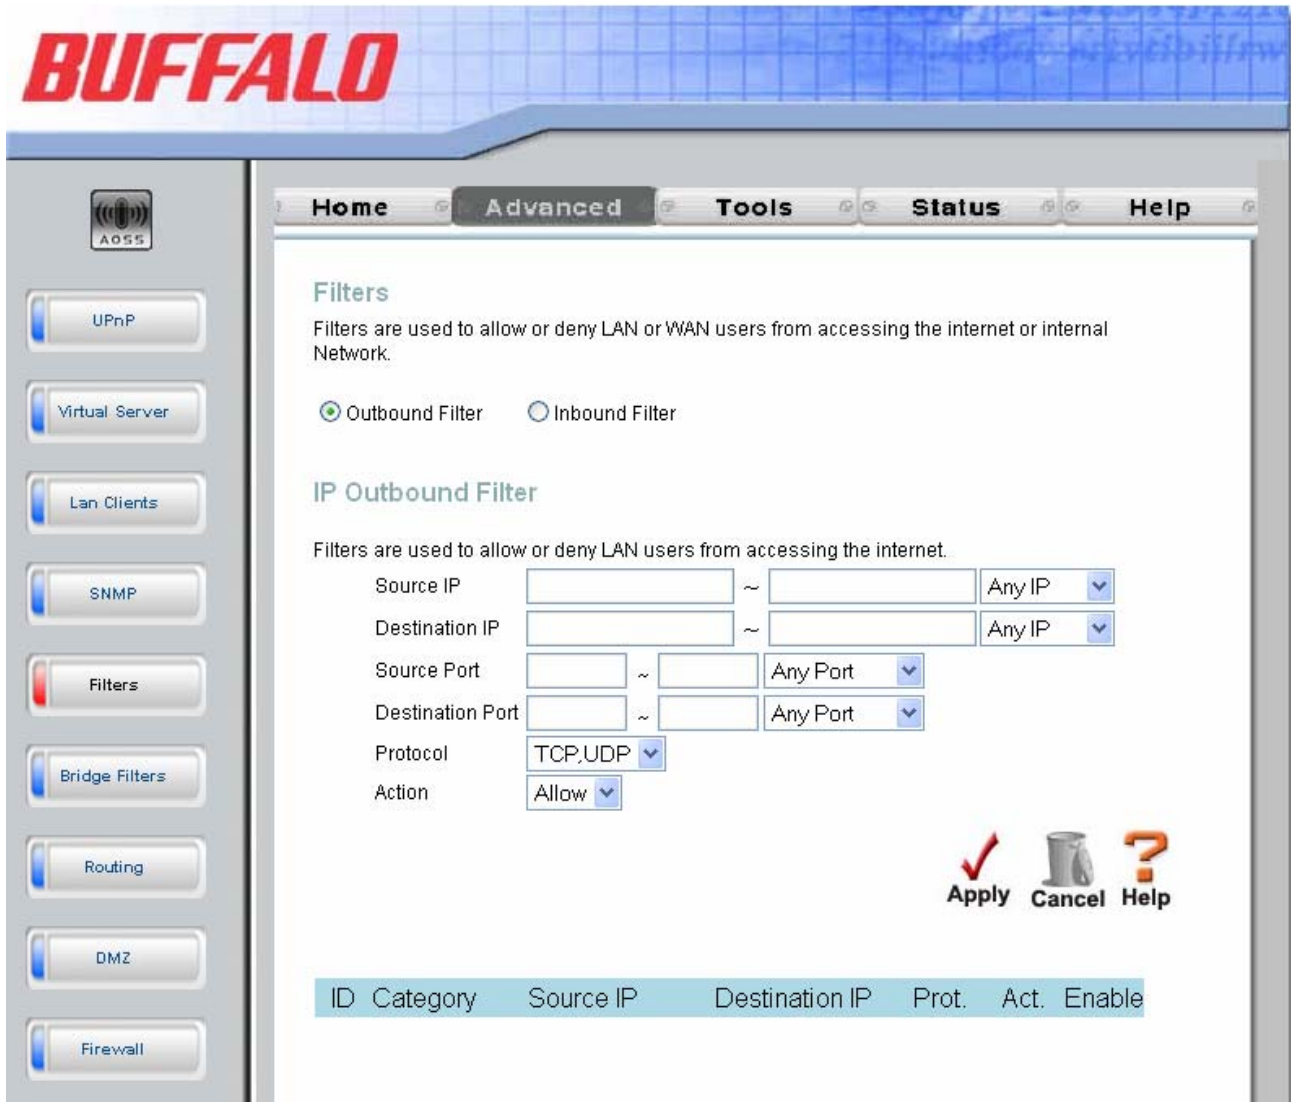 BUFFALO
AOSS
Home Advanced Tools Status Help
UPnP
Virtual Server
Lan Clients
SNMP
Filters
Bridge Filters
Routing
DMZ
Firewall
Filters
Filters are used to allow or deny LAN or WAN users from accessing the internet or internal
Network.
Outbound Filter Inbound Filter
IP Outbound Filter
Filters are used to allow or deny LAN users from accessing the internet.
Source IP ~ Any IP
Destination IP ~ Any IP
Source Port ~ Any Port
Destination Port ~ Any Port
Protocol TCP,UDP
Action Allow
Apply Cancel Help
ID Category Source IP Destination IP Prot. Act. Enable